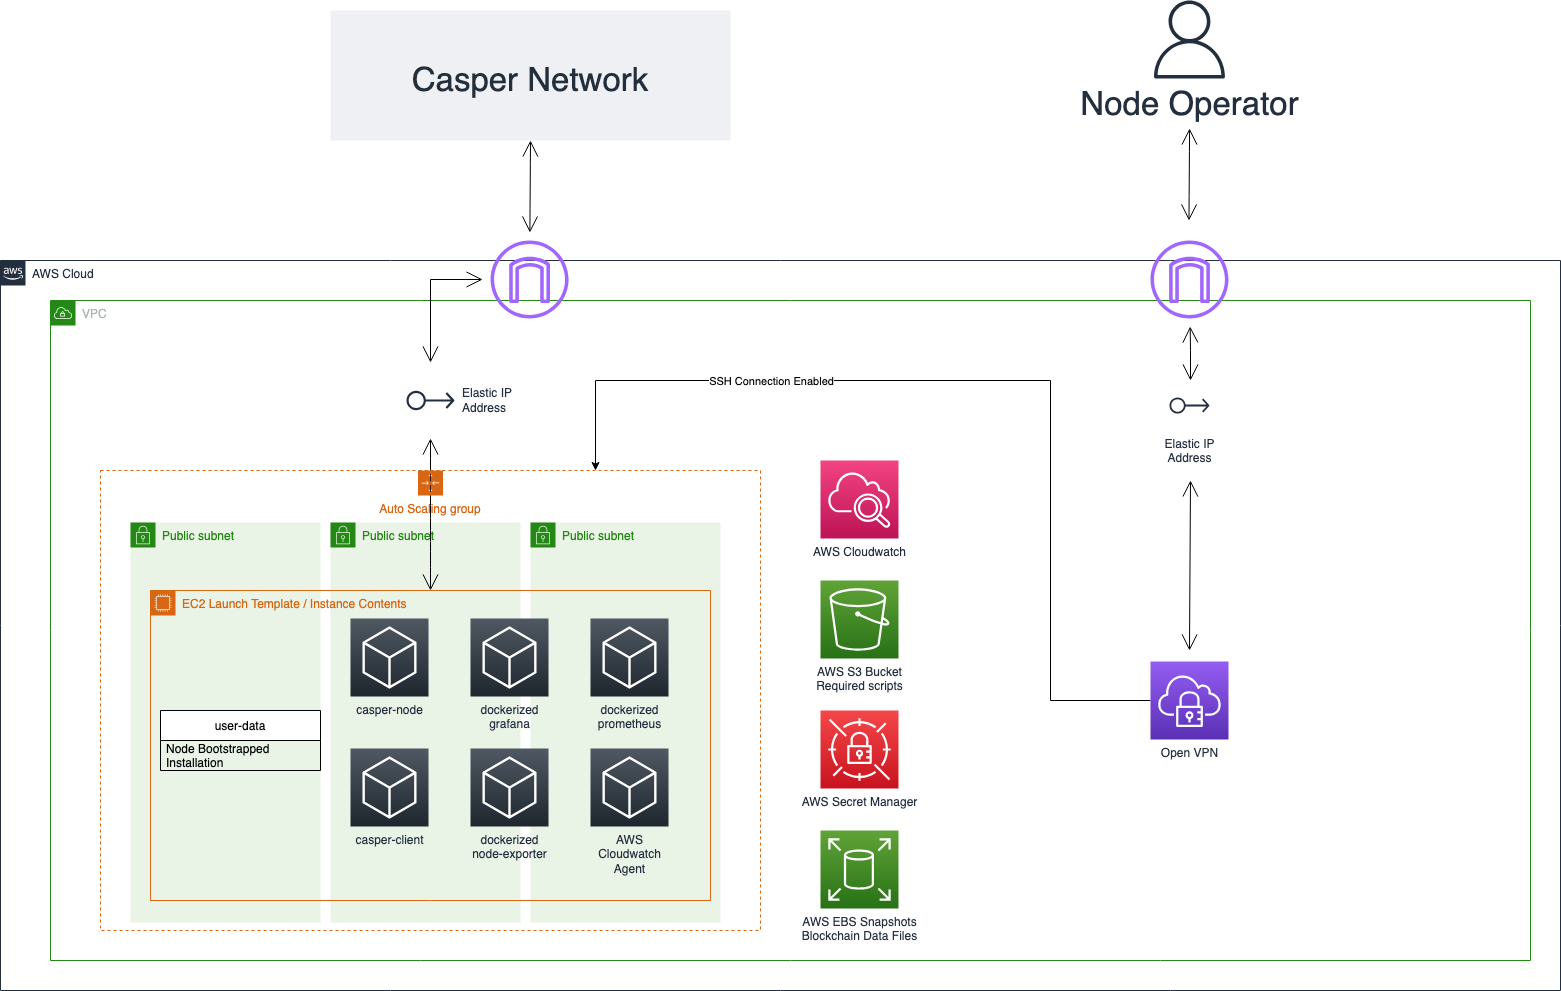 Casper Network
Node Operator
aws
AWS Cloud
VPC
SSH Connection Enabled
Elastic IP
Address
Elastic IP
Address
Auto Scaling group
Public subnet
Public subnet
Public subnet
EC2 Launch Template / Instance Contents
casper-node
dockerized
grafana
dockerized
prometheus
user-data
Node Bootstrapped
Installation
casper-client
dockerized
node-exporter
AWS
Cloudwatch
Agent
AWS Cloudwatch
AWS S3 Bucket
Required scripts
AWS Secret Manager
AWS EBS Snapshots
Blockchain Data Files
Open VPN